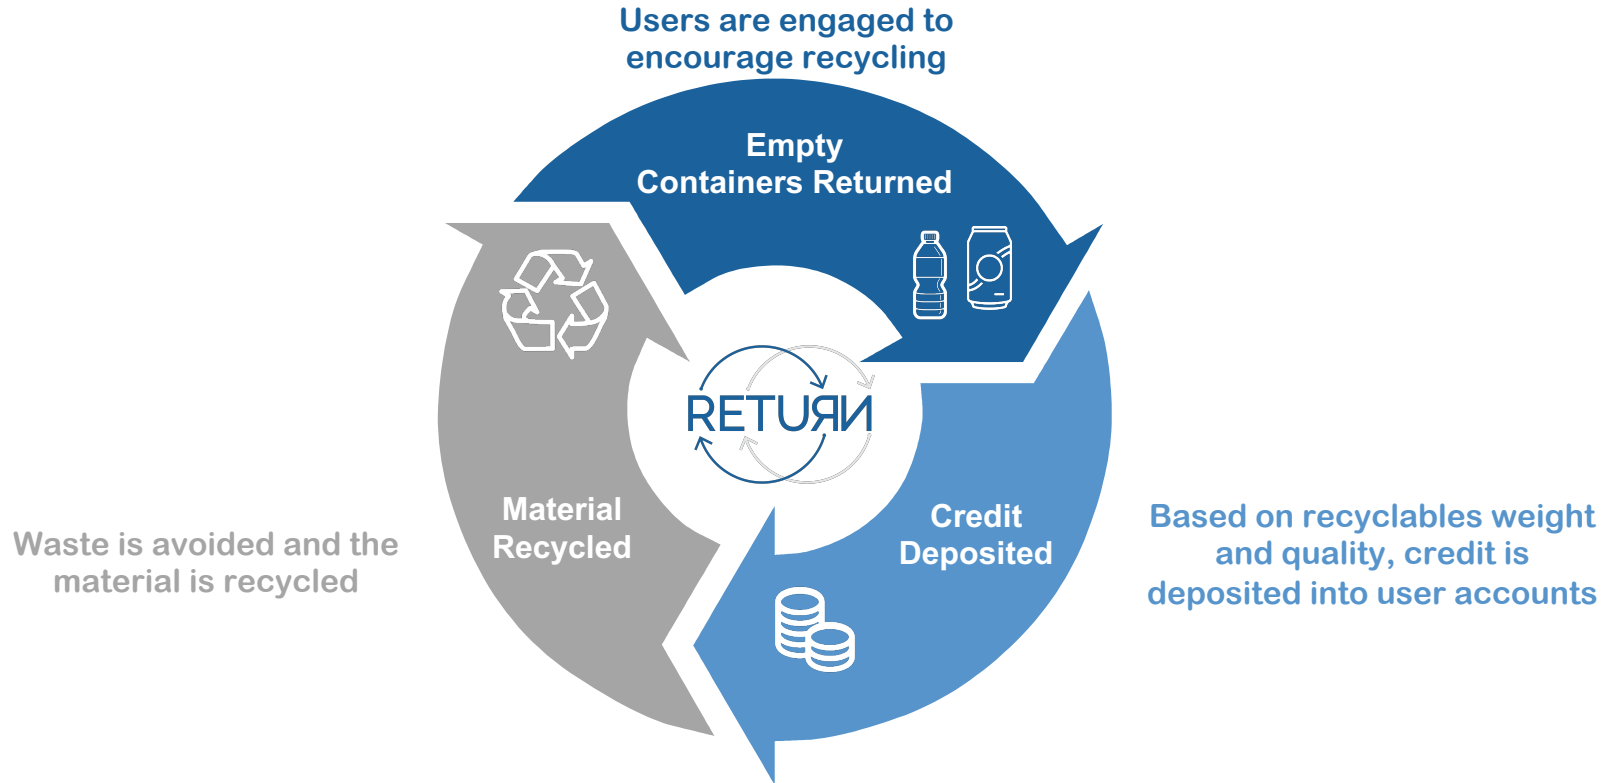 Users are engaged to
encourage recycling
Empty
Containers Returned
RETUЯИ
Material
Recycled
Credit
Deposited
Waste is avoided and the
material is recycled
Based on recyclables weight
and quality, credit is
deposited into user accounts